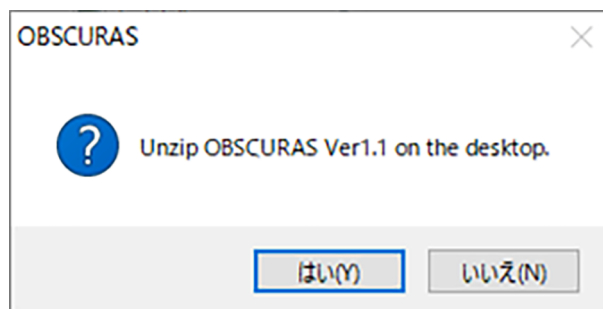 OBSCURAS
Unzip OBSCURAS Ver1.1 on the desktop.
はい(Y)
いいえ(N)